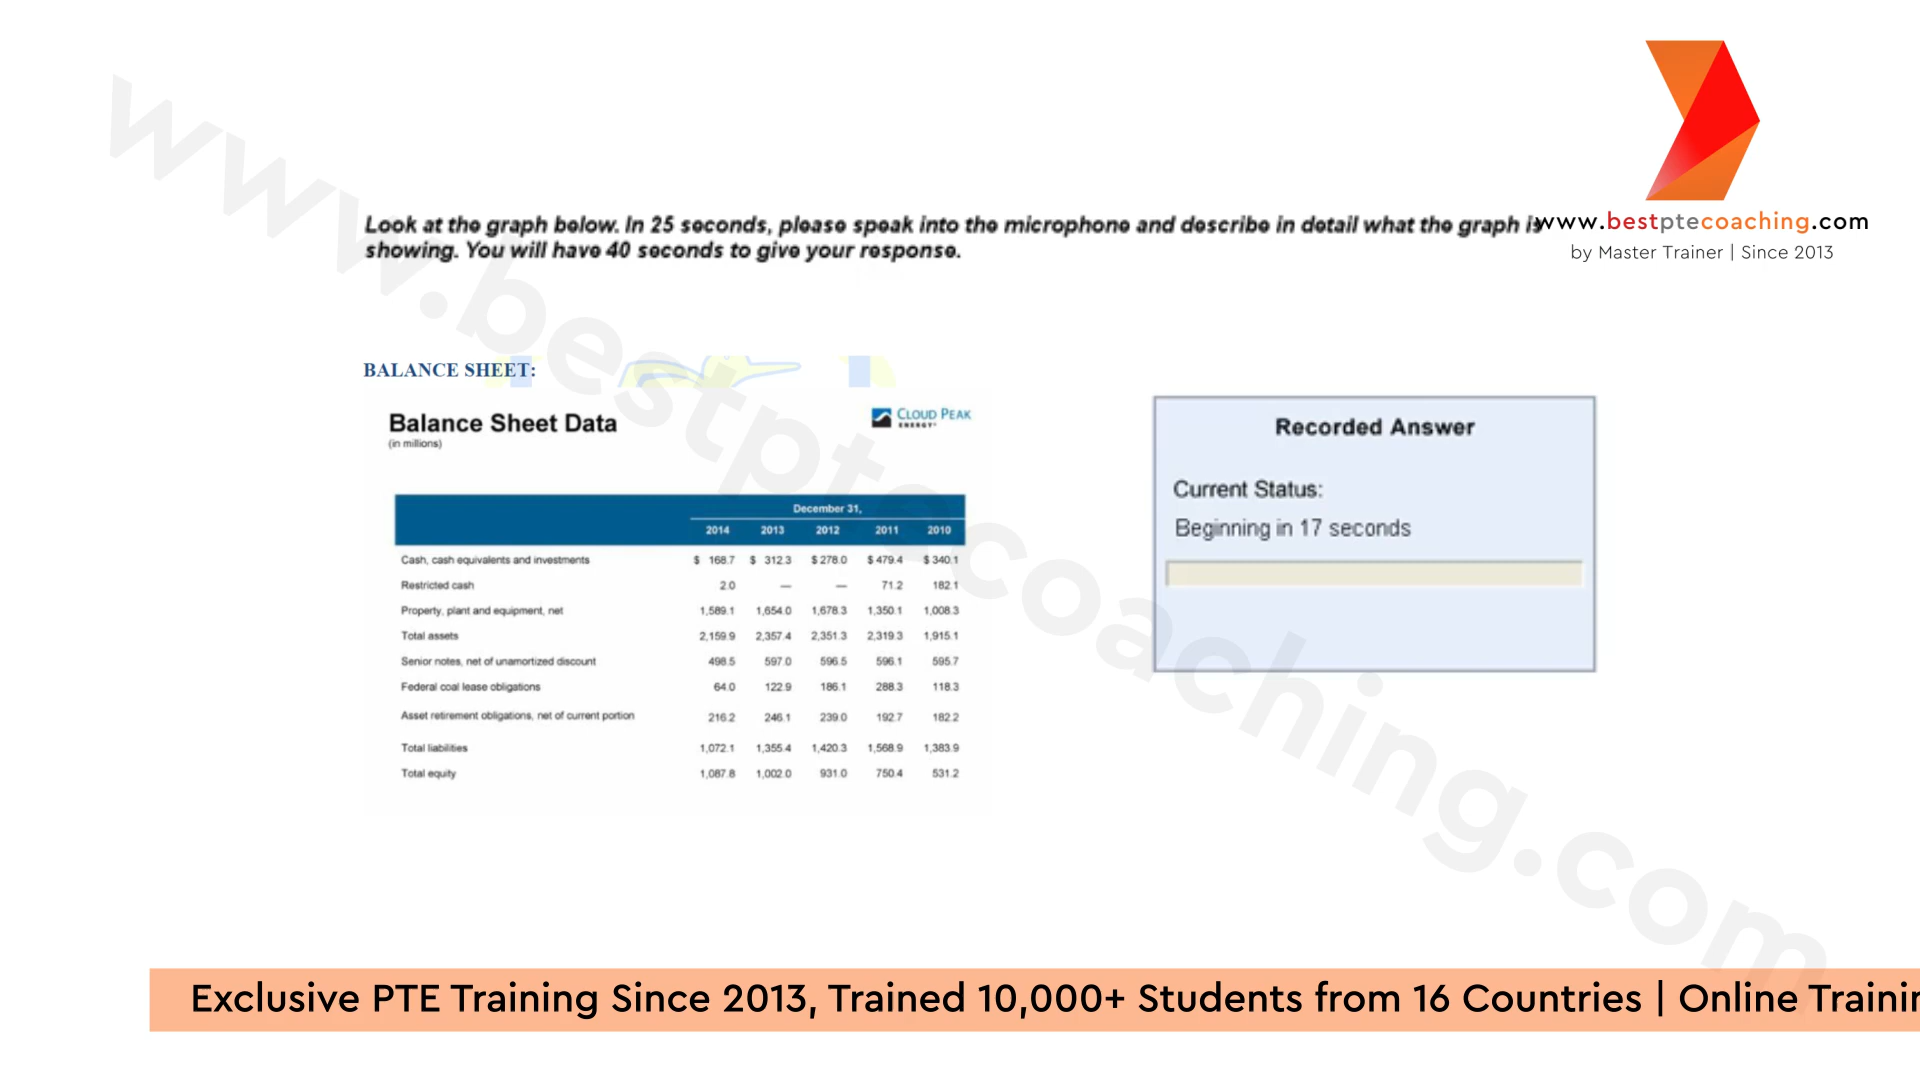 www.bestptecoaching.com
Look at the graph below. In 25 seconds, please speak into the microphone and describe in detail what the graph is
showing. You will have 40 seconds to give your response.
www.bestptecoaching.com
by Master Trainer | Since 2013
BALANCE SHEET:
Balance Sheet Data
(in millions)
CLOUD PEAK
ENERGY
December 31,
2014 2013 2012 2011 2010
Cash, cash equivalents and investments $ 168.7 $ 312.3 $ 278.0 $ 479.4 $ 340.1
Restricted cash 2.0 — — 71.2 182.1
Property, plant and equipment, net 1,589.1 1,654.0 1,678.3 1,350.1 1,008.3
Total assets 2,159.9 2,357.4 2,351.3 2,319.3 1,915.1
Senior notes, net of unamortized discount 498.5 597.0 596.5 596.1 595.7
Federal coal lease obligations 64.0 122.9 186.1 288.3 118.3
Asset retirement obligations, net of current portion 216.2 246.1 239.0 192.7 182.2
Total liabilities 1,072.1 1,355.4 1,420.3 1,568.9 1,383.9
Total equity 1,087.8 1,002.0 931.0 750.4 531.2
Recorded Answer
Current Status:
Beginning in 17 seconds
Exclusive PTE Training Since 2013, Trained 10,000+ Students from 16 Countries | Online Trainin